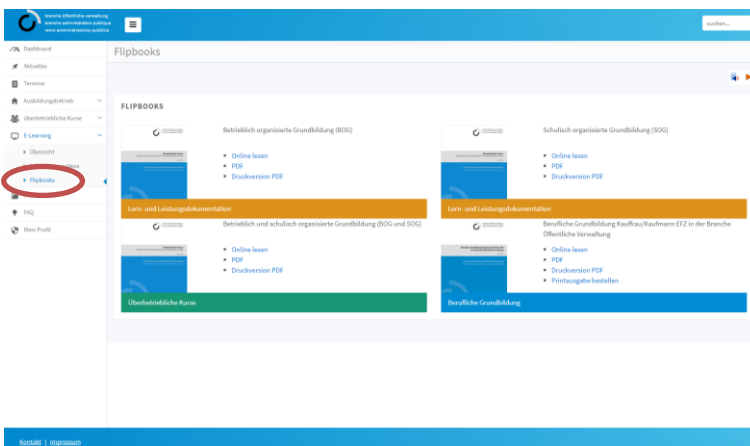 branche öffentliche verwaltung
branche administration publique
ramo amministrazione pubblica
suchen...
Dashboard
Flipbooks
Aktuelles
Termine
Ausbildungsbetrieb
Überbetriebliche Kurse
E-Learning
Übersicht
Flipbooks
FAQ
Mein Profil
FLIPBOOKS
Betrieblich organisierte Grundbildung (BOG)
Online lesen
PDF
Druckversion PDF
Lern- und Leistungsdokumentation
Schulisch organisierte Grundbildung (SOG)
Online lesen
PDF
Druckversion PDF
Lern- und Leistungsdokumentation
Betrieblich und schulisch organisierte Grundbildung (BOG und SOG)
Online lesen
PDF
Druckversion PDF
Überbetriebliche Kurse
Berufliche Grundbildung Kauffrau/Kaufmann EFZ in der Branche
Öffentliche Verwaltung
Online lesen
PDF
Druckversion PDF
Printausgabe bestellen
Berufliche Grundbildung
Kontakt | Impressum